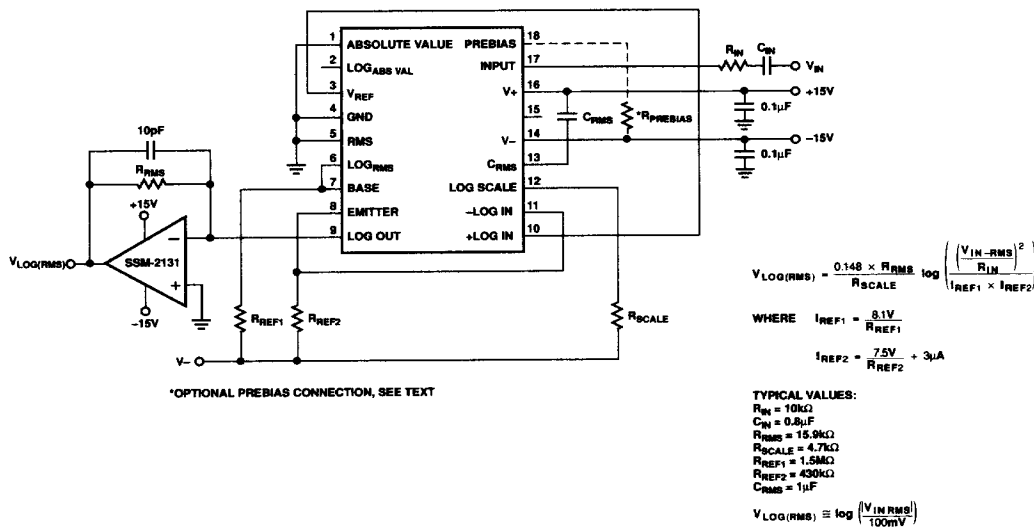 1 ABSOLUTE VALUE
2 LOG ABS VAL
3 VREF
4 GND
5 RMS
6 LOGRMS
7 BASE
8 EMITTER
9 LOG OUT
PREBIAS 18
INPUT 17
V+ 16
15
V– 14
CRMS 13
LOG SCALE 12
–LOG IN 11
+LOG IN 10
RIN
CIN
VIN
+15V
0.1µF
–15V
0.1µF
CRMS
*RPREBIAS
10pF
RRMS
+15V
–
SSM-2131
+
–15V
VLOG(RMS)
RREF1
RREF2
RSCALE
V–
*OPTIONAL PREBIAS CONNECTION, SEE TEXT
VLOG(RMS) = 0.148 × RRMS / RSCALE log ((VIN–RMS / RIN)² / IREF1 × IREF2)
WHERE IREF1 = 8.1V / RREF1
IREF2 = 7.5V / RREF2 + 3µA
TYPICAL VALUES:
RIN = 10kΩ
CIN = 0.8µF
RRMS = 15.9kΩ
RSCALE = 4.7kΩ
RREF1 = 1.5MΩ
RREF2 = 430kΩ
CRMS = 1µF
VLOG(RMS) ≅ log (|VIN RMS| / 100mV)